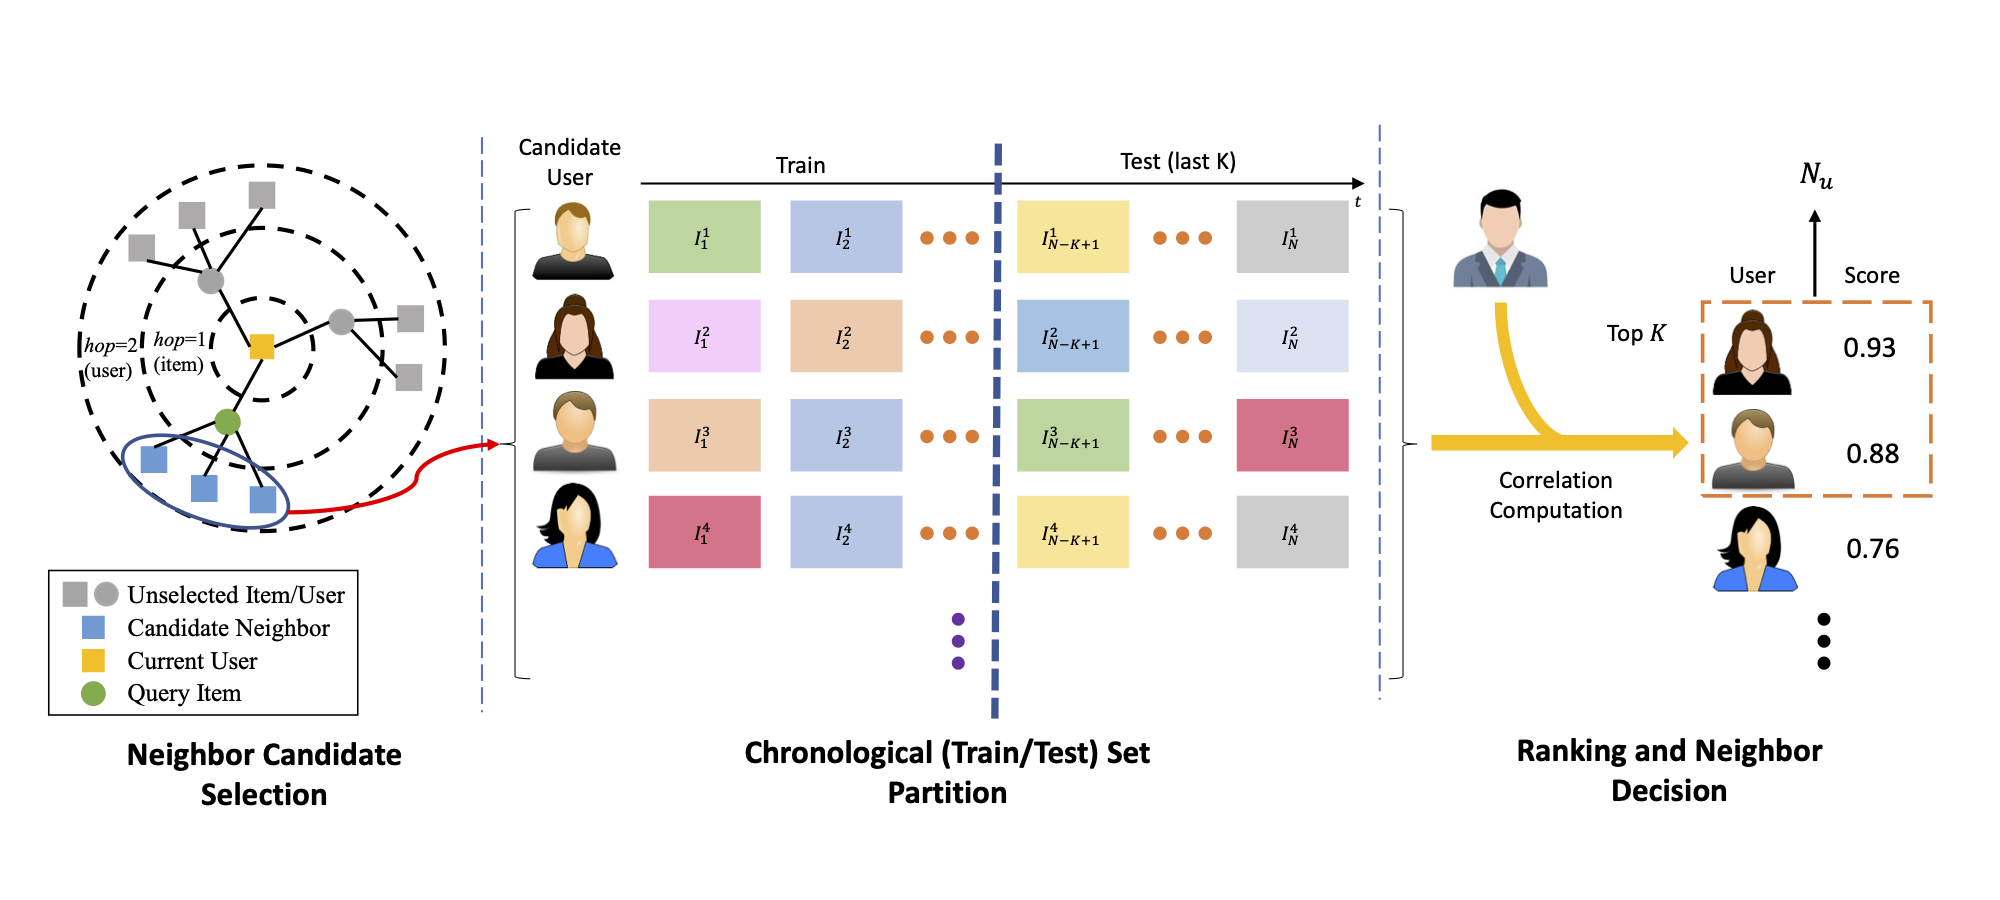 hop=2
(user)
hop=1
(item)
Unselected Item/User
Candidate Neighbor
Current User
Query Item
Neighbor Candidate
Selection
Candidate
User
Train
Test (last K)
t
I_1^1
I_2^1
I_{N-K+1}^1
I_N^1
I_1^2
I_2^2
I_{N-K+1}^2
I_N^2
I_1^3
I_2^3
I_{N-K+1}^3
I_N^3
I_1^4
I_2^4
I_{N-K+1}^4
I_N^4
Chronological (Train/Test) Set
Partition
Correlation
Computation
Top K
N_u
User Score
0.93
0.88
0.76
Ranking and Neighbor
Decision